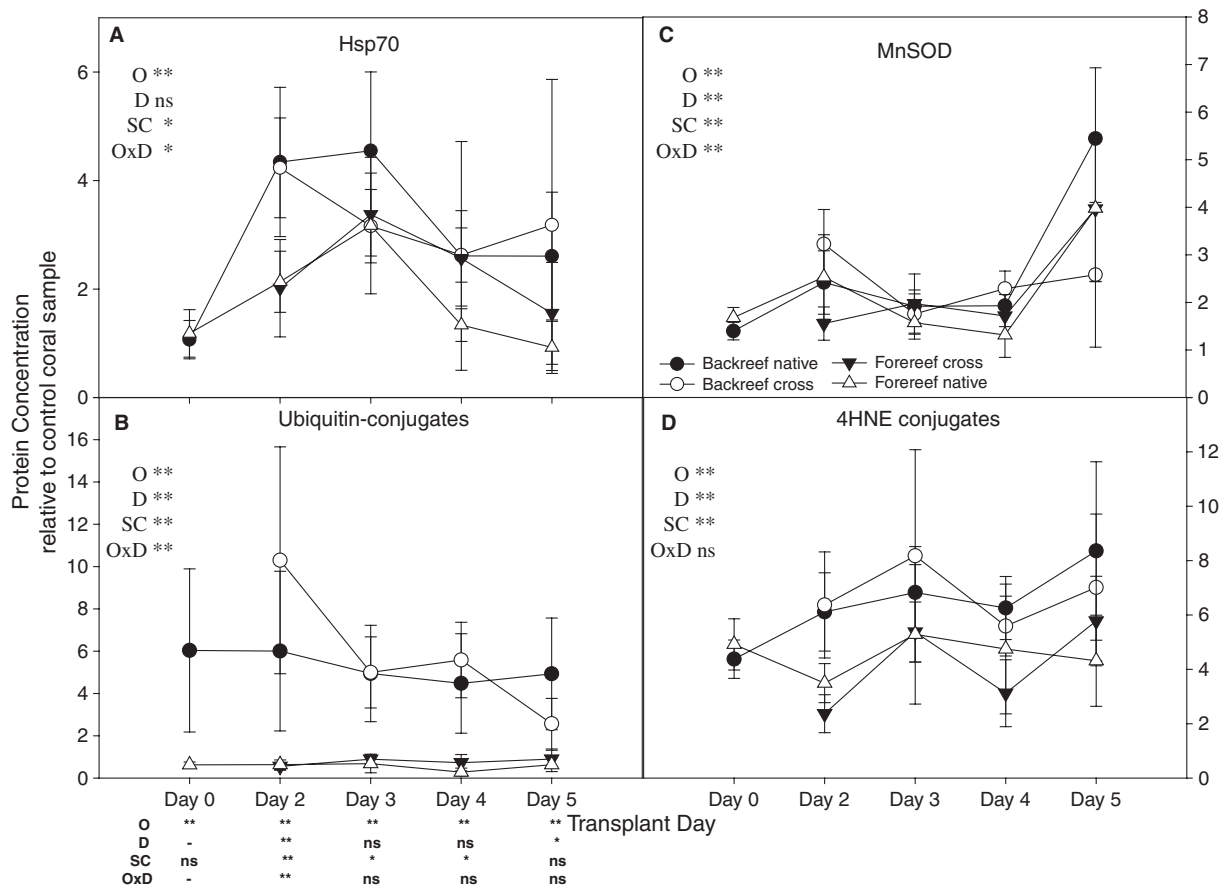 A
Hsp70
O **
D ns
SC *
OxD *
6
4
2
0
C
MnSOD
O **
D **
SC **
OxD **
8
7
6
5
4
3
2
1
0
Backreef native
Forereef cross
Backreef cross
Forereef native
Protein Concentration
relative to control coral sample
B
Ubiquitin-conjugates
O **
D **
SC **
OxD **
16
14
12
10
8
6
4
2
0
D
4HNE conjugates
O **
D **
SC **
OxD ns
12
10
8
6
4
2
0
Day 0 Day 2 Day 3 Day 4 Day 5
Day 0 Day 2 Day 3 Day 4 Day 5
Transplant Day
O ** ** ** ** **
D - ** ns ns *
SC ns ** * * ns
OxD - ** ns ns ns